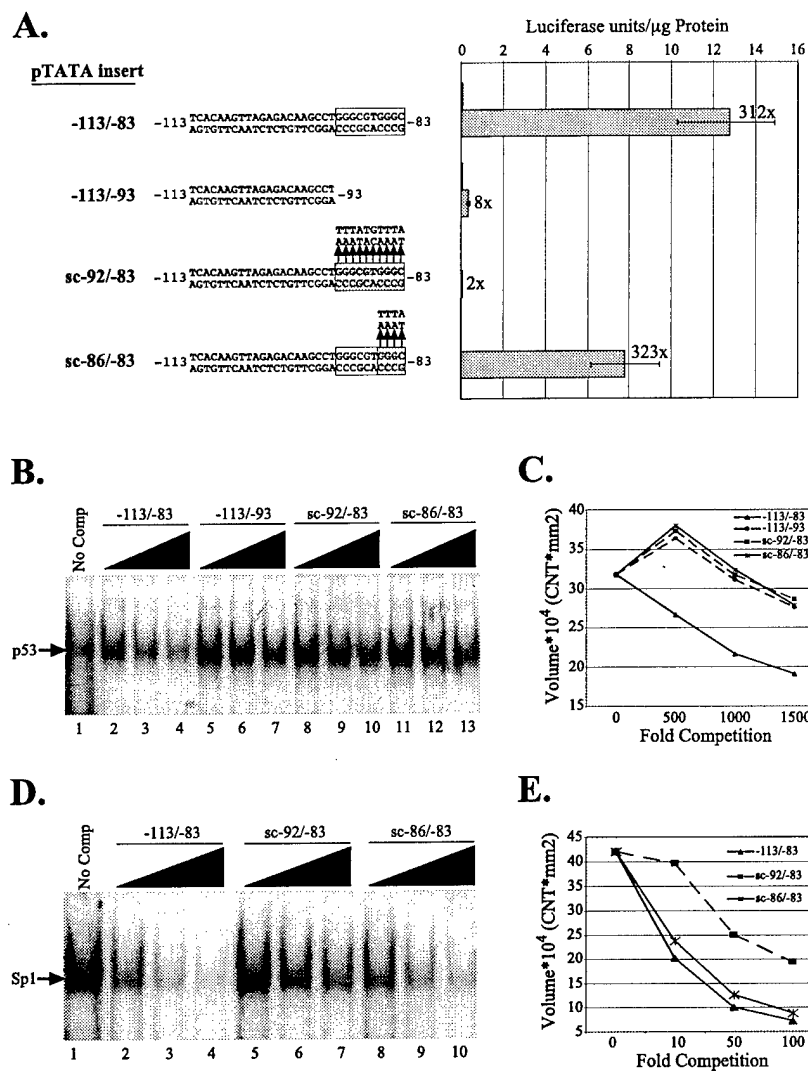 A.
pTATA insert
Luciferase units/µg Protein
0 2 4 6 8 10 12 14 16
-113/-83
-113 TCACAAGTTAGAGACAAGCCTGGGCGTGGGC -83
AGTGTTCAATCTCTGTTCGGACCCGCACCCG
312x
-113/-93
-113 TCACAAGTTAGAGACAAGCCT -93
AGTGTTCAATCTCTGTTCGGA
8x
TTTATGTTTA
AAATACAAAT
sc-92/-83
-113 TCACAAGTTAGAGACAAGCCTGGGCGTGGGC -83
AGTGTTCAATCTCTGTTCGGACCCGCACCCG
2x
TTTA
AAAT
sc-86/-83
-113 TCACAAGTTAGAGACAAGCCTGGGCGTGGGC -83
AGTGTTCAATCTCTGTTCGGACCCGCACCCG
323x
B.
No Comp
-113/-83 -113/-93 sc-92/-83 sc-86/-83
p53
1 2 3 4 5 6 7 8 9 10 11 12 13
C.
Volume*10⁴ (CNT*mm2)
40
35
30
25
20
15
-113/-83
-113/-93
sc-92/-83
sc-86/-83
0 500 1000 1500
Fold Competition
D.
No Comp
-113/-83 sc-92/-83 sc-86/-83
Sp1
1 2 3 4 5 6 7 8 9 10
E.
Volume*10⁴ (CNT*mm2)
45
40
35
30
25
20
15
10
5
-113/-83
sc-92/-83
sc-86/-83
0 10 50 100
Fold Competition